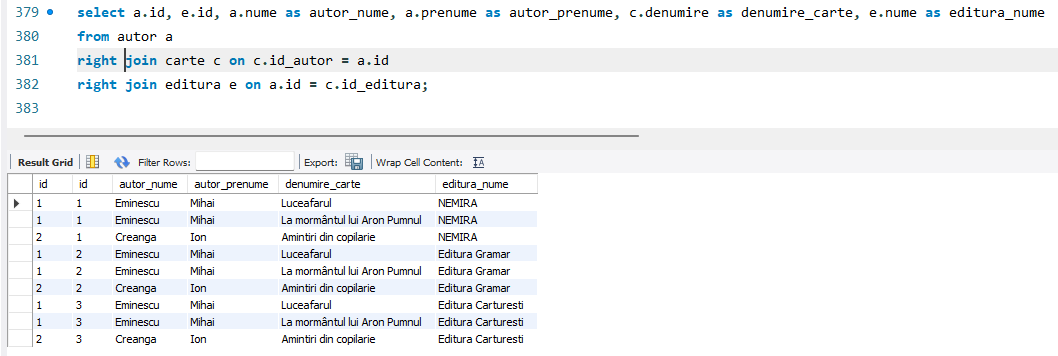 379 select a.id, e.id, a.nume as autor_nume, a.prenume as autor_prenume, c.denumire as denumire_carte, e.nume as editura_nume
380 from autor a
381 right join carte c on c.id_autor = a.id
382 right join editura e on a.id = c.id_editura;
383
Result Grid Filter Rows: Export: Wrap Cell Content:
id id autor_nume autor_prenume denumire_carte editura_nume
1 1 Eminescu Mihai Luceafarul NEMIRA
1 1 Eminescu Mihai La mormântul lui Aron Pumnul NEMIRA
2 1 Creanga Ion Amintiri din copilarie NEMIRA
1 2 Eminescu Mihai Luceafarul Editura Gramar
1 2 Eminescu Mihai La mormântul lui Aron Pumnul Editura Gramar
2 2 Creanga Ion Amintiri din copilarie Editura Gramar
1 3 Eminescu Mihai Luceafarul Editura Carturesti
1 3 Eminescu Mihai La mormântul lui Aron Pumnul Editura Carturesti
2 3 Creanga Ion Amintiri din copilarie Editura Carturesti